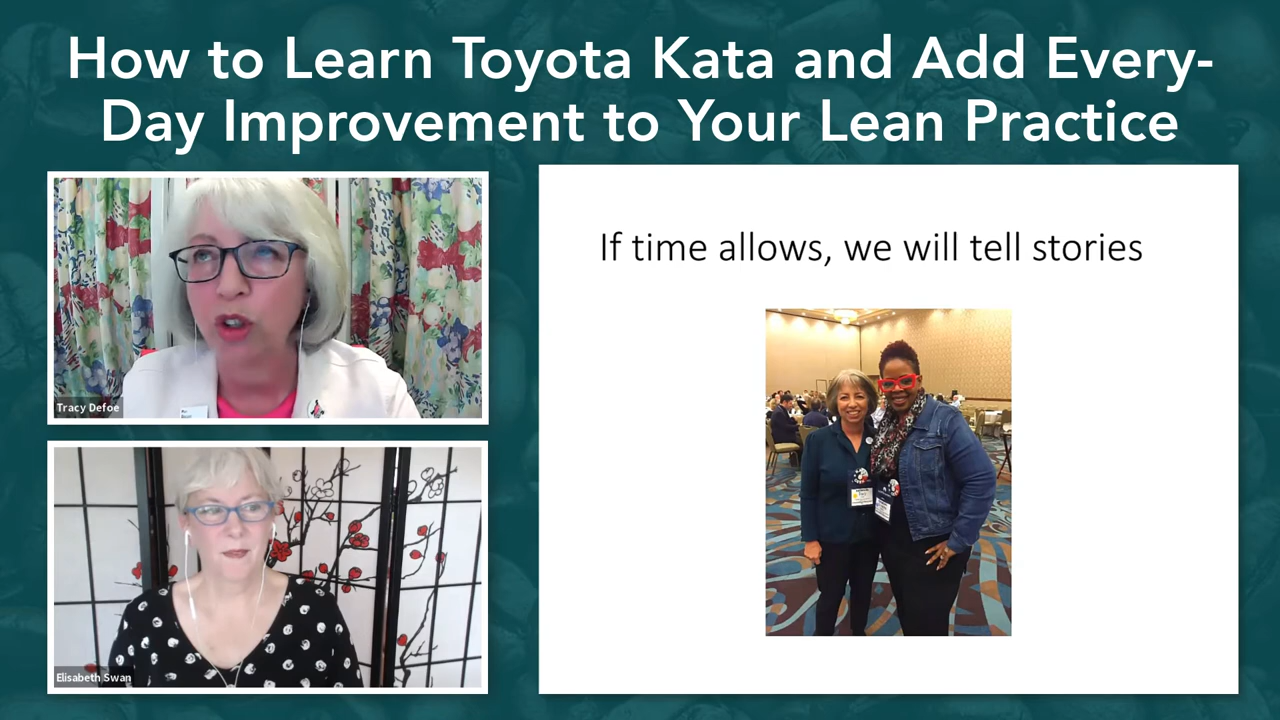 How to Learn Toyota Kata and Add Every-
Day Improvement to Your Lean Practice
Tracy Defoe
If time allows, we will tell stories
Elisabeth Swan